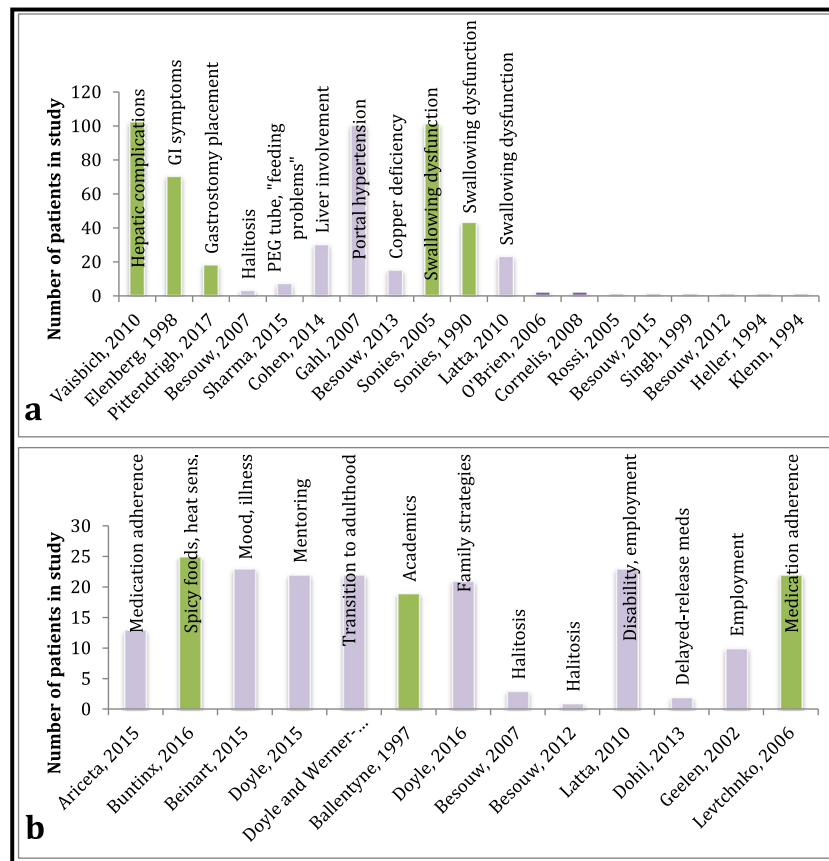 Number of patients in study
120
100
80
60
40
20
0
Hepatic complications
GI symptoms
Gastrostomy placement
Halitosis
PEG tube, "feeding
problems"
Liver involvement
Portal hypertension
Copper deficiency
Swallowing dysfunction
Swallowing dysfunction
Swallowing dysfunction
Vaisbich, 2010
Elenberg, 1998
Pittendrigh, 2017
Besouw, 2007
Sharma, 2015
Cohen, 2014
Gahl, 2007
Besouw, 2013
Sonies, 2005
Sonies, 1990
Latta, 2010
O'Brien, 2006
Cornelis, 2008
Rossi, 2005
Besouw, 2015
Singh, 1999
Besouw, 2012
Heller, 1994
Klenn, 1994
a
Number of patients in study
30
25
20
15
10
5
0
Medication adherence
Spicy foods, heat sens.
Mood, illness
Mentoring
Transition to adulthood
Academics
Family strategies
Halitosis
Halitosis
Disability, employment
Delayed-release meds
Employment
Medication adherence
Ariceta, 2015
Buntinx, 2016
Beinart, 2015
Doyle, 2015
Doyle and Werner-...
Ballentyne, 1997
Doyle, 2016
Besouw, 2007
Besouw, 2012
Latta, 2010
Dohil, 2013
Geelen, 2002
Levtchnko, 2006
b